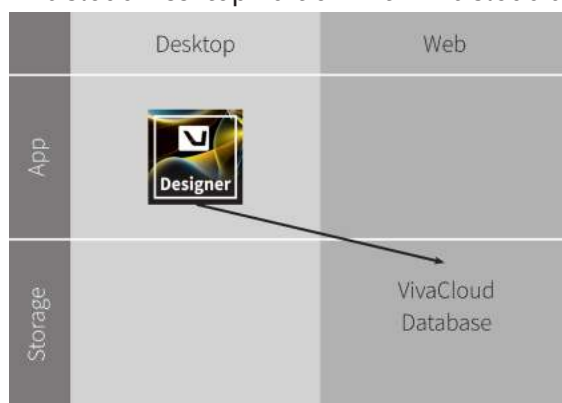 Desktop
Web
App
Designer
Storage
VivaCloud
Database